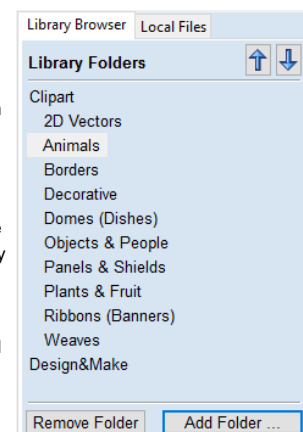 Library Browser Local Files
Library Folders
Clipart
2D Vectors
Animals
Borders
Decorative
Domes (Dishes)
Objects & People
Panels & Shields
Plants & Fruit
Ribbons (Banners)
Weaves
Design&Make
Remove Folder Add Folder ...